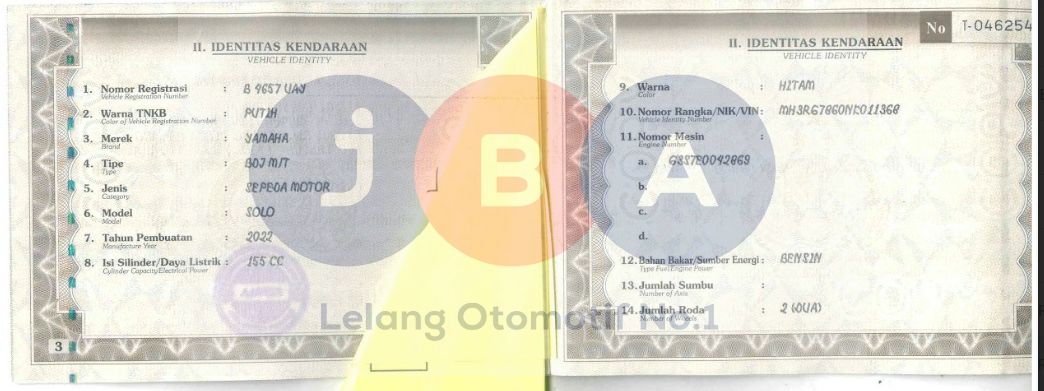 II. IDENTITAS KENDARAAN
VEHICLE IDENTITY
1. Nomor Registrasi :
Vehicle Registration Number
2. Warna TNKB : PUTIH
Color of Vehicle Registration Number
3. Merek : YAMAHA
Brand
4. Tipe : BOJ M/T
Type
5. Jenis : SEPEDA MOTOR
Category
6. Model : SOLO
Model
7. Tahun Pembuatan : 2022
Manufacture Year
8. Isi Silinder/Daya Listrik : 155 CC
Cylinder Capacity/Electrical Power
3
No T-046254
II. IDENTITAS KENDARAAN
VEHICLE IDENTITY
9. Warna : HITAM
Color
10. Nomor Rangka/NIK/VIN :
Vehicle Identity Number
11. Nomor Mesin :
Engine Number
a.
b.
c.
d.
12. Bahan Bakar/Sumber Energi : BENSIN
Type Fuel/Engine Power
13. Jumlah Sumbu :
Number of Axle
14. Jumlah Roda : 2 (DUA)
Number of Wheels
jBA
Lelang Otomotif No.1